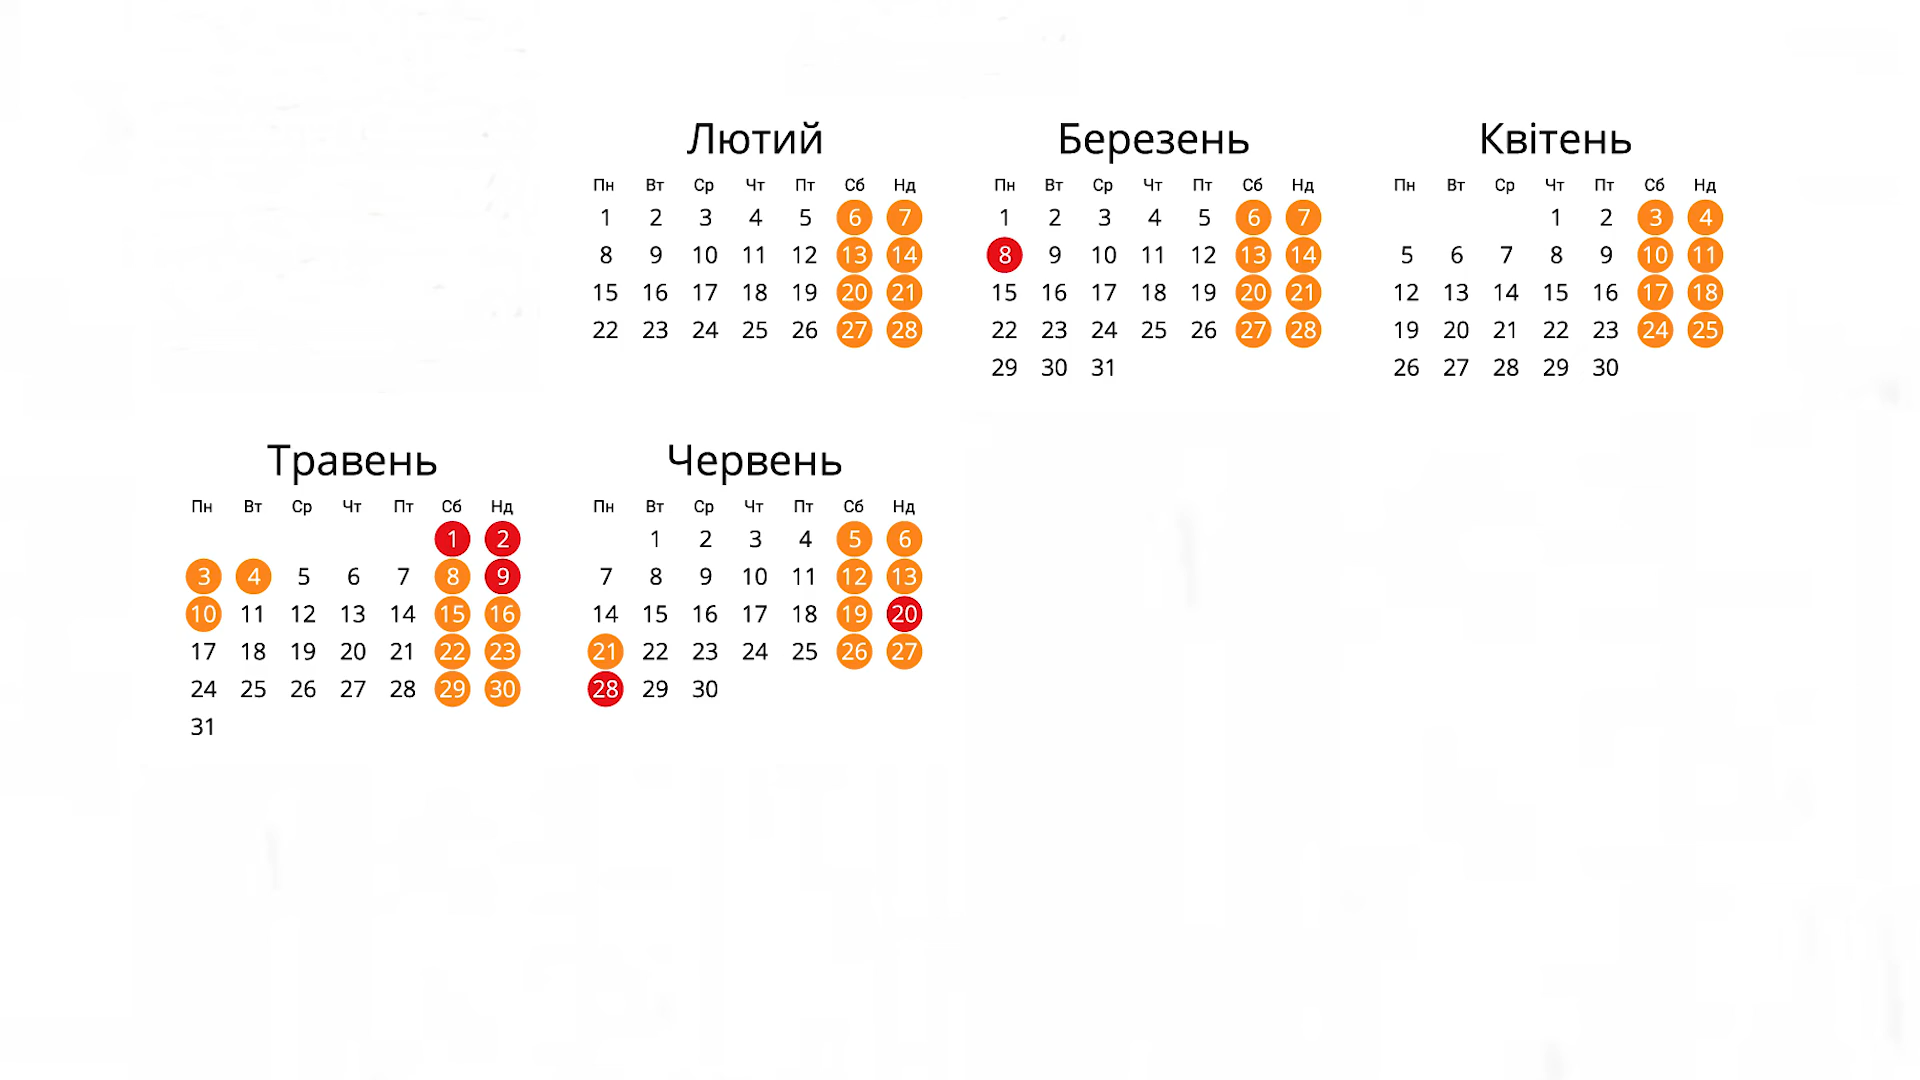 Лютий
Пн Вт Ср Чт Пт Сб Нд
1 2 3 4 5 6 7
8 9 10 11 12 13 14
15 16 17 18 19 20 21
22 23 24 25 26 27 28
Березень
Пн Вт Ср Чт Пт Сб Нд
1 2 3 4 5 6 7
8 9 10 11 12 13 14
15 16 17 18 19 20 21
22 23 24 25 26 27 28
29 30 31
Квітень
Пн Вт Ср Чт Пт Сб Нд
1 2 3 4
5 6 7 8 9 10 11
12 13 14 15 16 17 18
19 20 21 22 23 24 25
26 27 28 29 30
Травень
Пн Вт Ср Чт Пт Сб Нд
1 2
3 4 5 6 7 8 9
10 11 12 13 14 15 16
17 18 19 20 21 22 23
24 25 26 27 28 29 30
31
Червень
Пн Вт Ср Чт Пт Сб Нд
1 2 3 4 5 6
7 8 9 10 11 12 13
14 15 16 17 18 19 20
21 22 23 24 25 26 27
28 29 30